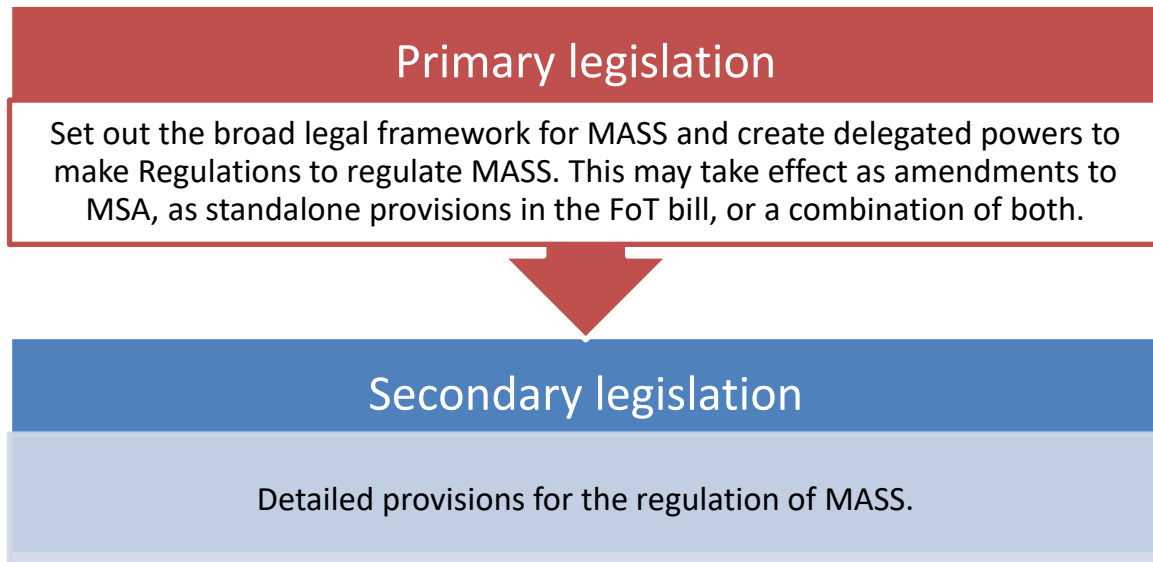 Primary legislation
Set out the broad legal framework for MASS and create delegated powers to
make Regulations to regulate MASS. This may take effect as amendments to
MSA, as standalone provisions in the FoT bill, or a combination of both.
Secondary legislation
Detailed provisions for the regulation of MASS.